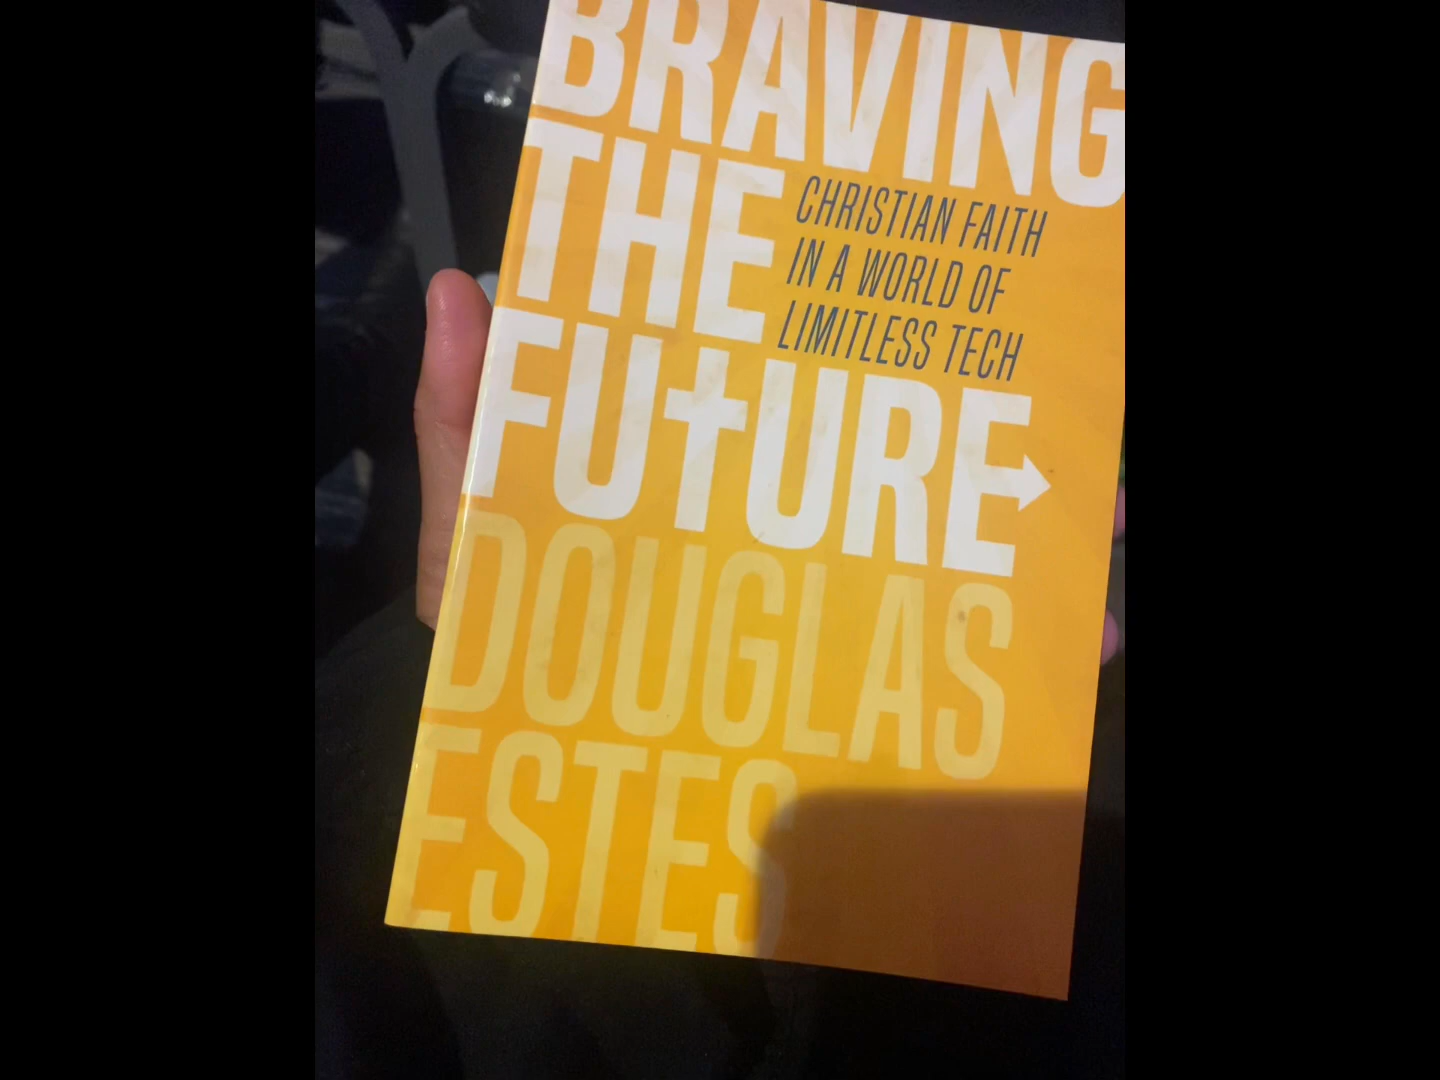 BRAVING
THE
CHRISTIAN FAITH
IN A WORLD OF
LIMITLESS TECH
FUTURE
DOUGLAS
ESTES